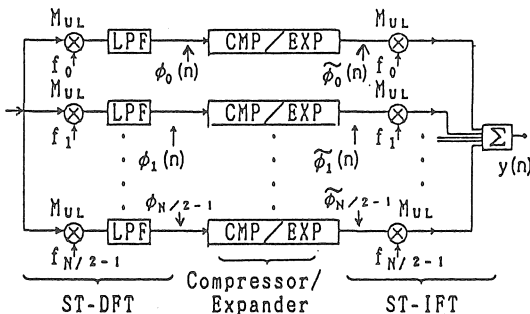 MUL LPF CMP/EXP MUL
f0 ϕ0(n) ϕ̃0(n) f0
MUL LPF CMP/EXP MUL
f1 ϕ1(n) ϕ̃1(n) f1
Σ
y(n)
MUL LPF ϕN/2-1 CMP/EXP ϕ̃N/2-1 MUL
fN/2-1 fN/2-1
ST-DFT Compressor/ ST-IFT
Expander